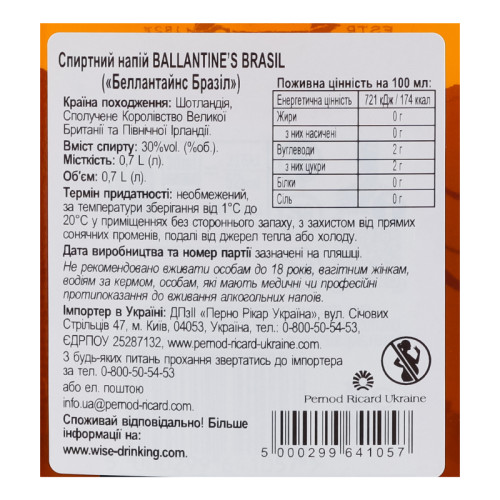 Спиртний напій BALLANTINE'S BRASIL
(«Беллантайнс Бразіл»)
Країна походження: Шотландія,
Сполучене Королівство Великої
Британії та Північної Ірландії.
Вміст спирту: 30%vol. (%об.).
Місткість: 0,7 L (л).
Об'єм: 0,7 L (л).
Термін придатності: необмежений,
за температури зберігання від 1°С до
20°С у приміщеннях без стороннього запаху, з захистом від прямих
сонячних променів, подалі від джерел тепла або холоду.
Поживна цінність на 100 мл:
Енергетична цінність 721 кДж / 174 ккал
Жири 0 г
з них насичені 0 г
Вуглеводи 2 г
з них цукри 2 г
Білки 0 г
Сіль 0 г
Дата виробництва та номер партії зазначені на пляшці.
Не рекомендовано вживати особам до 18 років, вагітним жінкам,
водіям за кермом, особам, які мають медичні чи професійні
протипоказання до вживання алкогольних напоїв.
Імпортер в Україні: ДПзІІ «Перно Рікар Україна», вул. Січових
Стрільців 47, м. Київ, 04053, Україна, т. 0-800-50-54-53,
ЄДРПОУ 25287132, www.pernod-ricard-ukraine.com.
З будь-яких питань прохання звертатись до імпортера
за тел. 0-800-50-54-53
або ел. поштою
info.ua@pernod-ricard.com
Pernod Ricard Ukraine
Споживай відповідально! Більше
інформації на:
www.wise-drinking.com
5 000299 641057